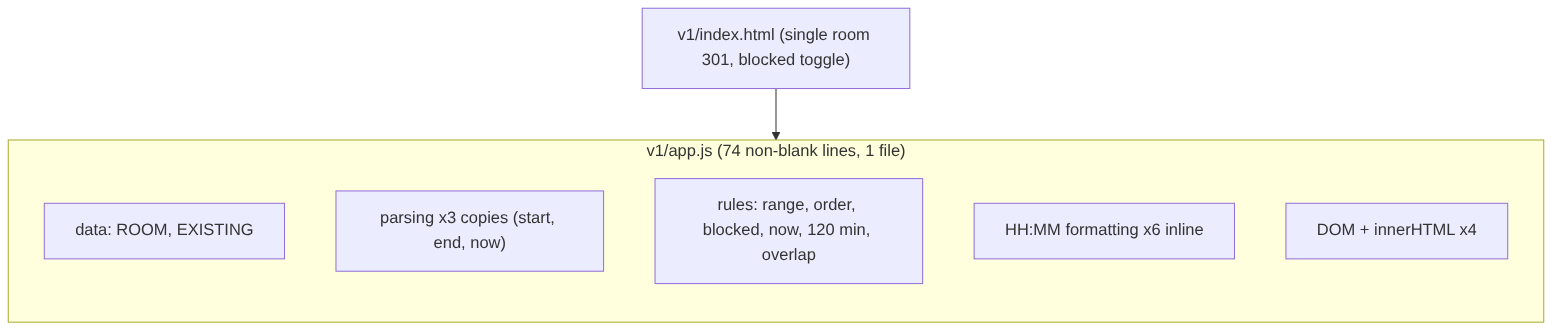 v1/index.html (single room
301, blocked toggle)
v1/app.js (74 non-blank lines, 1 file)
data: ROOM, EXISTING
parsing x3 copies (start,
end, now)
rules: range, order,
blocked, now, 120 min,
overlap
HH:MM formatting x6 inline
DOM + innerHTML x4